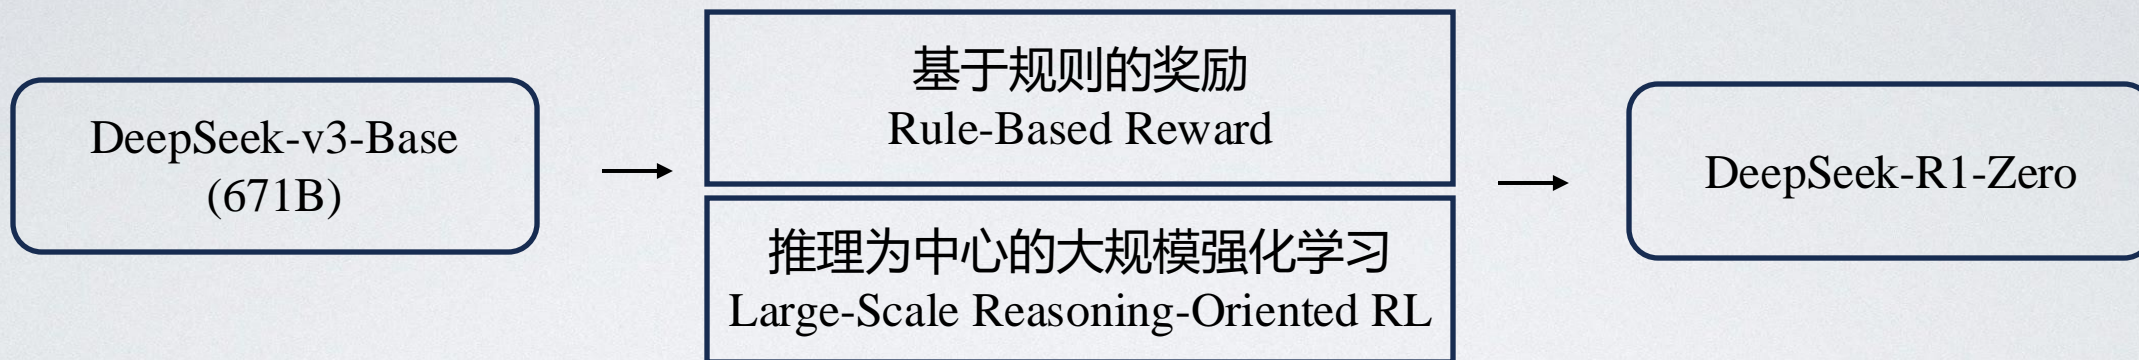 DeepSeek-v3-Base
(671B)
基于规则的奖励
Rule-Based Reward
推理为中心的大规模强化学习
Large-Scale Reasoning-Oriented RL
DeepSeek-R1-Zero